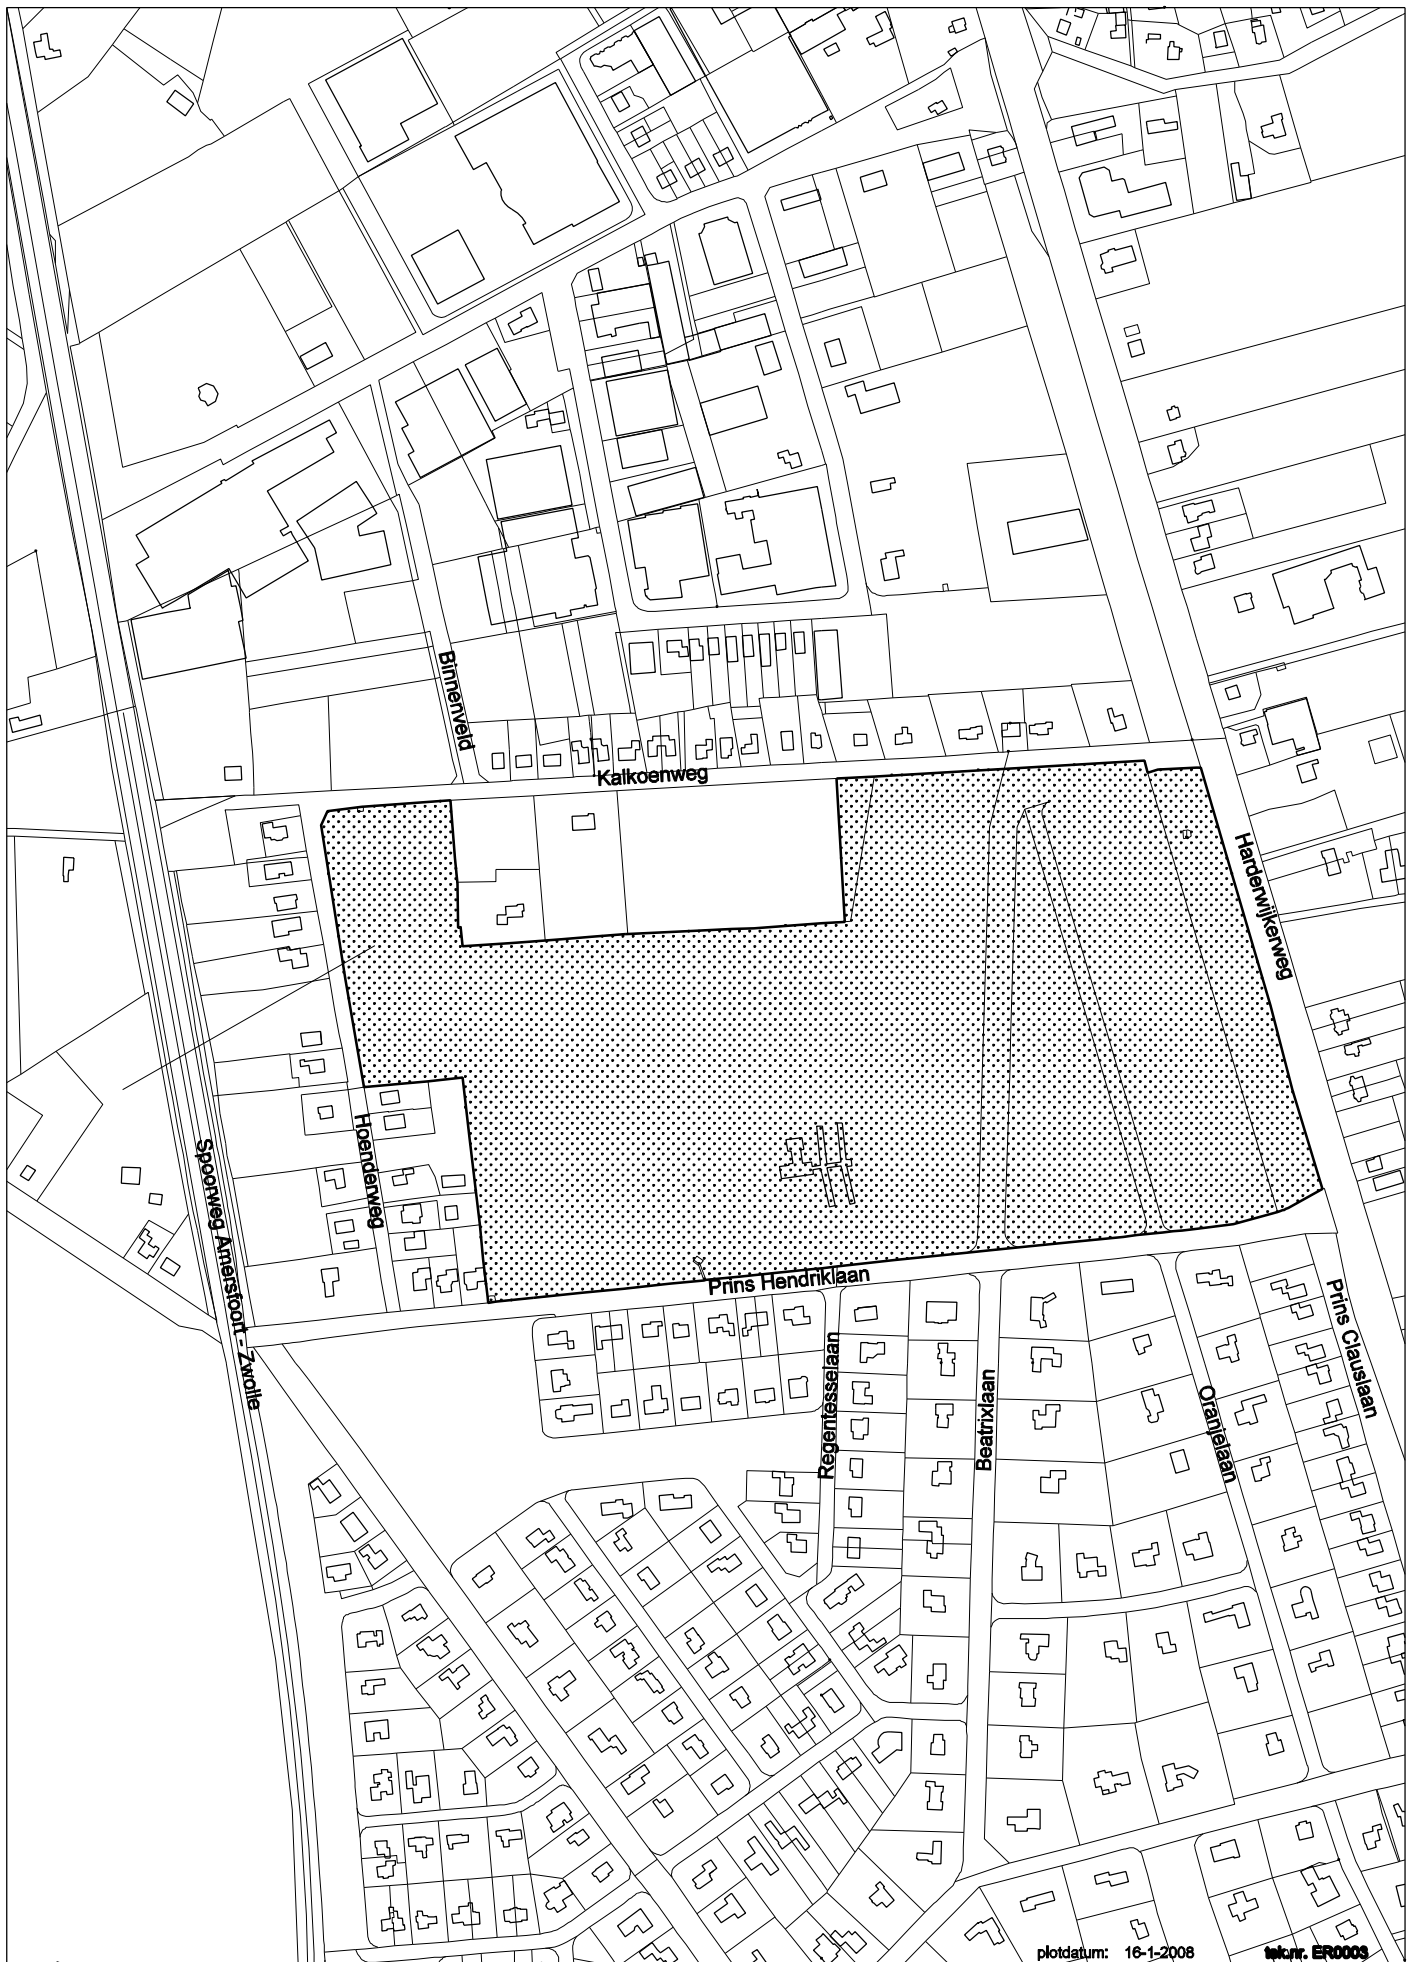 Binnenveld
Kalkoenweg
Harderwijkerweg
Hoenderweg
Spoorweg Amersfoort - Zwolle
Prins Hendriklaan
Prins Clauslaan
Regentesselaan
Beatrixlaan
Oranjelaan
plotdatum: 16-1-2008 tek.nr. ER0003